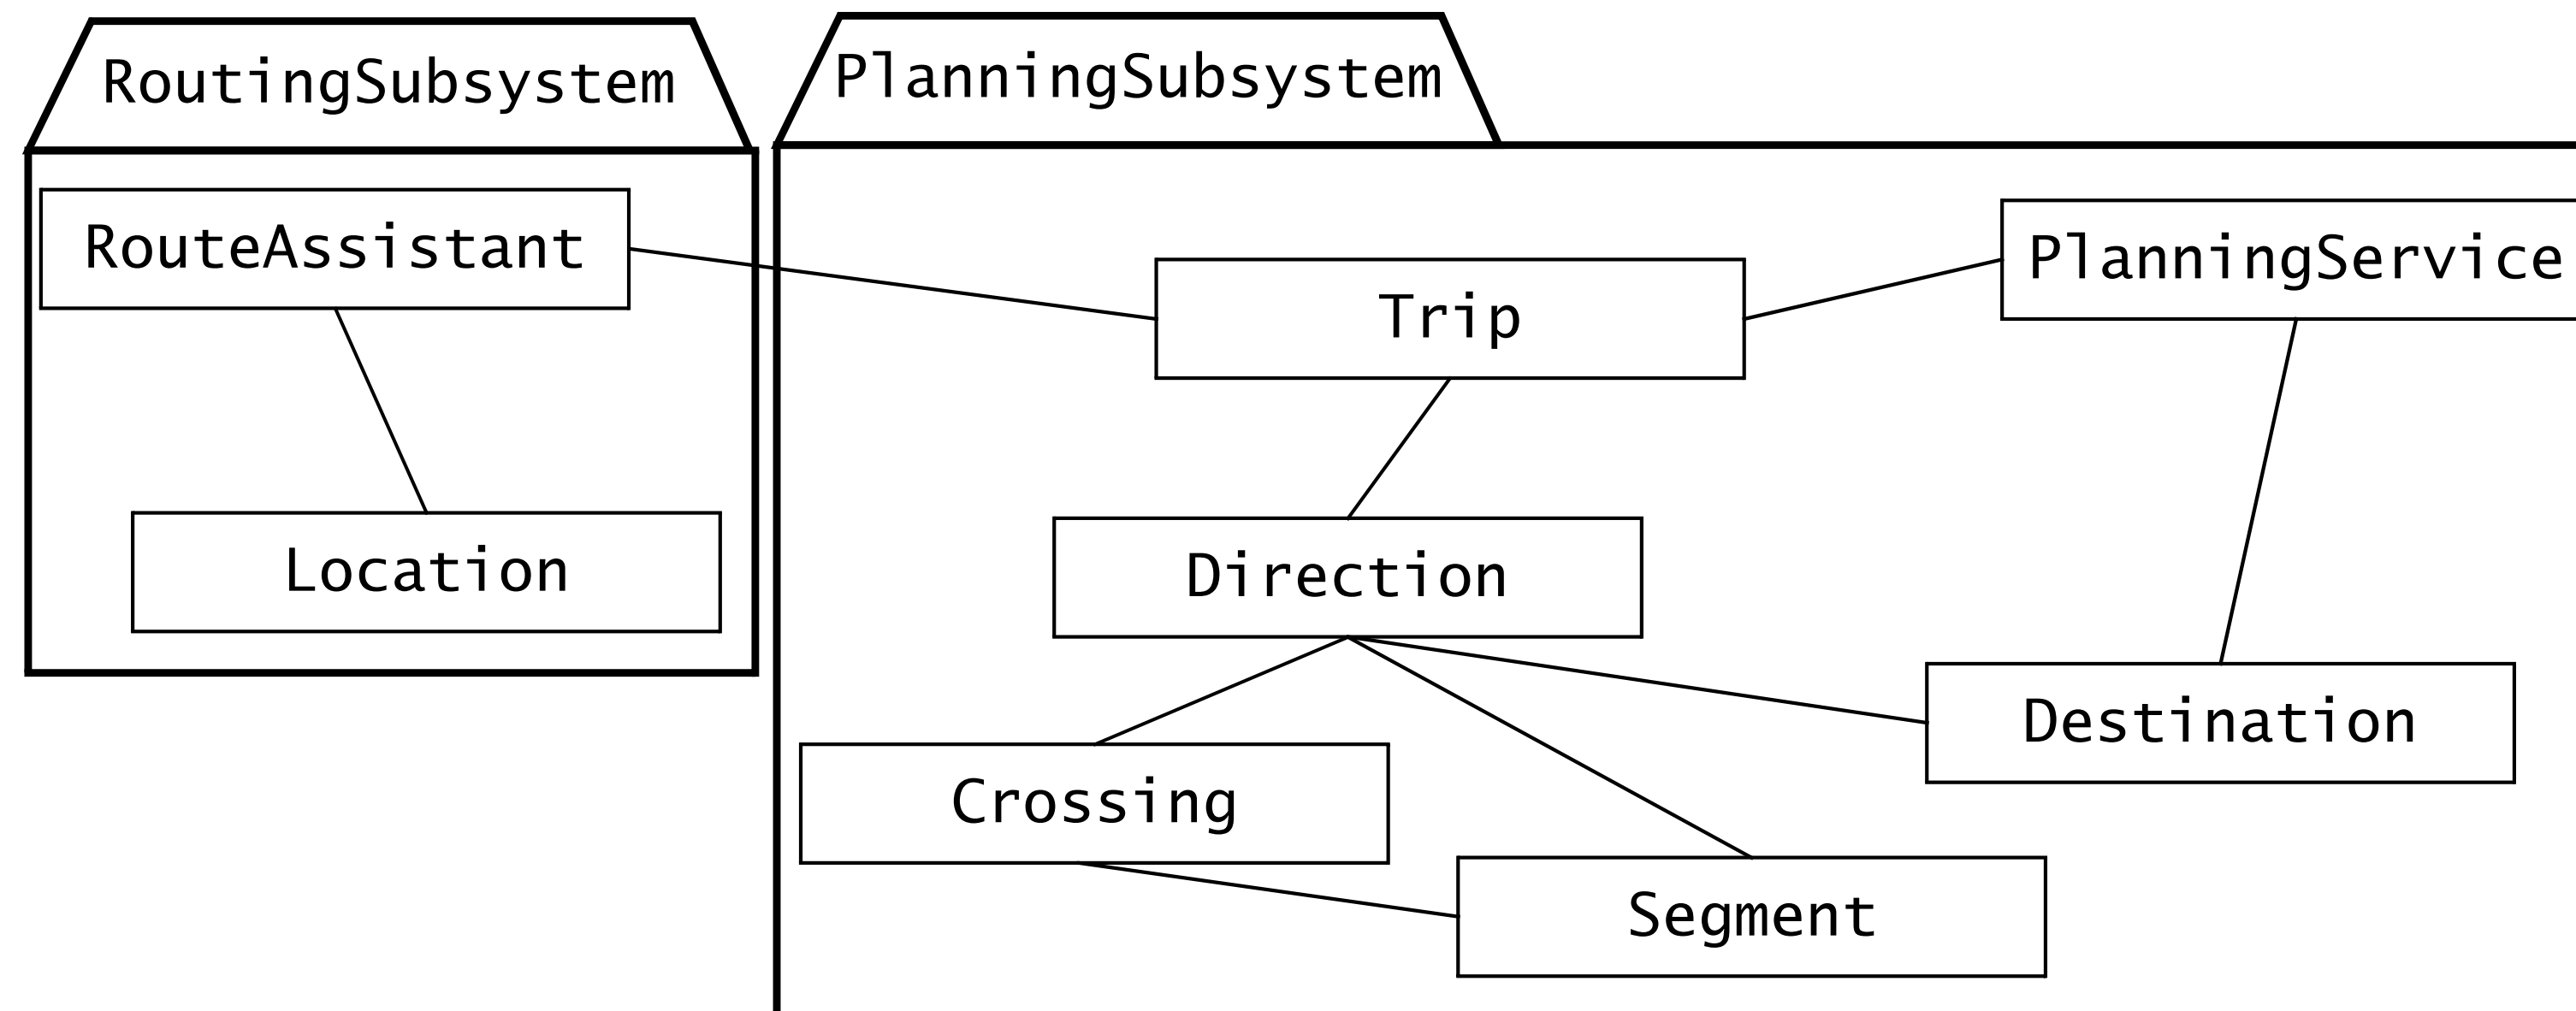 RoutingSubsystem
PlanningSubsystem
RouteAssistant
PlanningService
Trip
Location
Direction
Destination
Crossing
Segment